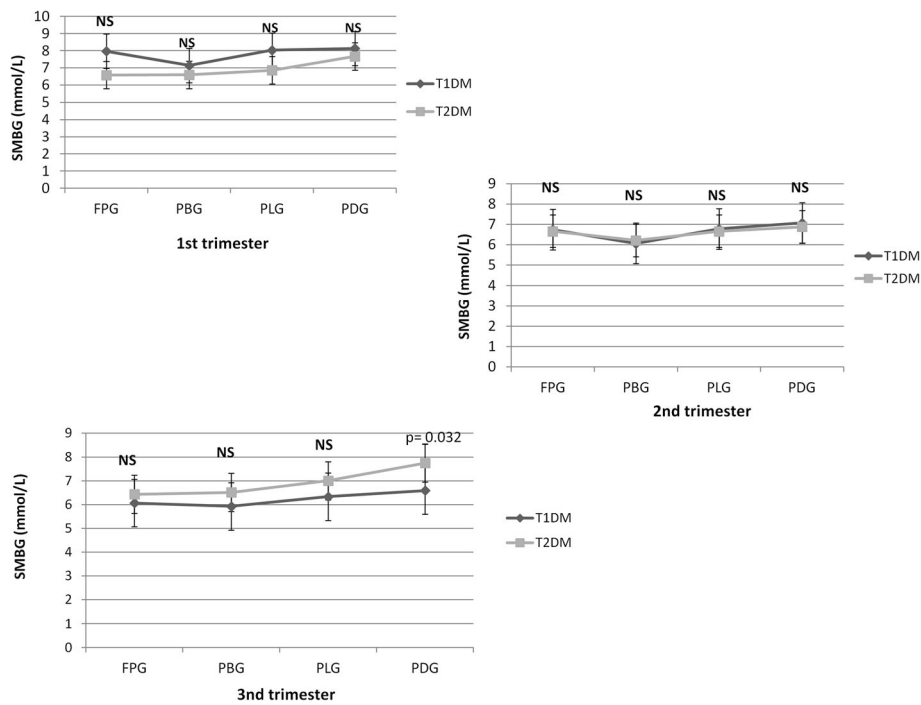 10
9
8
7
6
5
4
3
2
1
0
SMBG (mmol/L)
NS NS NS NS
FPG PBG PLG PDG
1st trimester
T1DM
T2DM
9
8
7
6
5
4
3
2
1
0
SMBG (mmol/L)
NS NS NS NS
FPG PBG PLG PDG
2nd trimester
T1DM
T2DM
9
8
7
6
5
4
3
2
1
0
SMBG (mmol/L)
NS NS NS p= 0.032
FPG PBG PLG PDG
3nd trimester
T1DM
T2DM